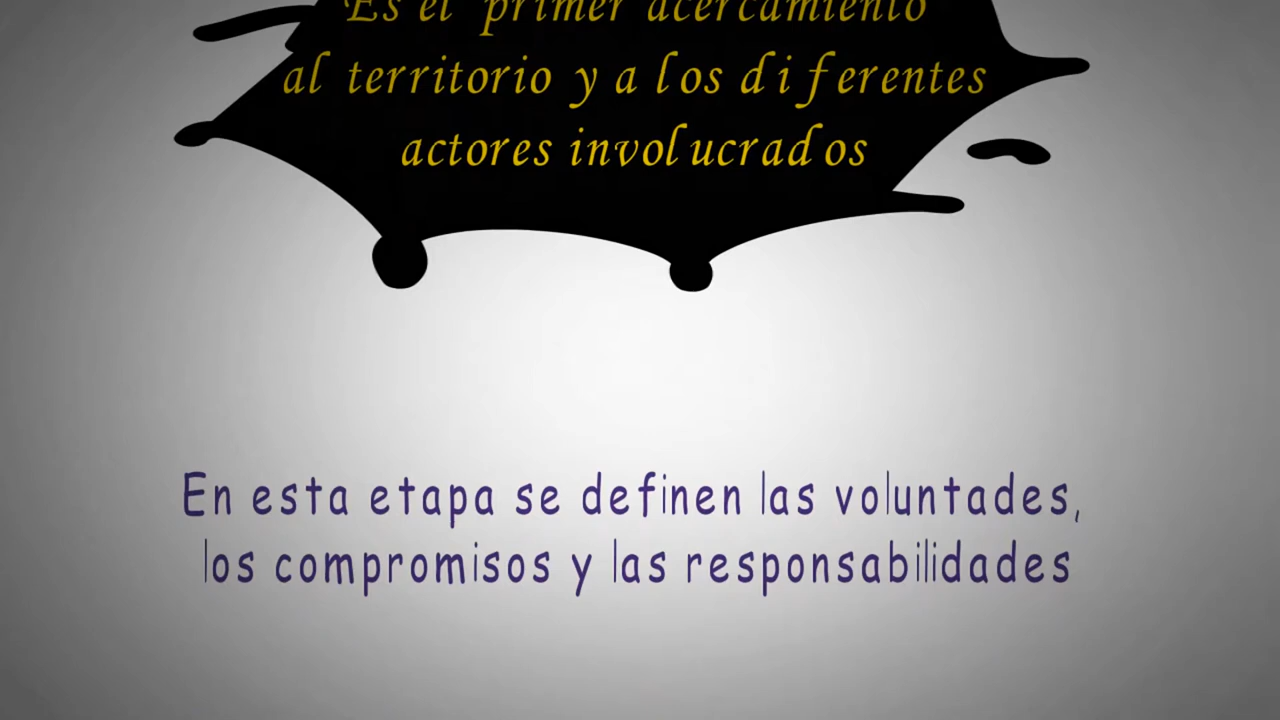 Es el primer acercamiento
al territorio y a los diferentes
actores involucrados
En esta etapa se definen las voluntades,
los compromisos y las responsabilidades